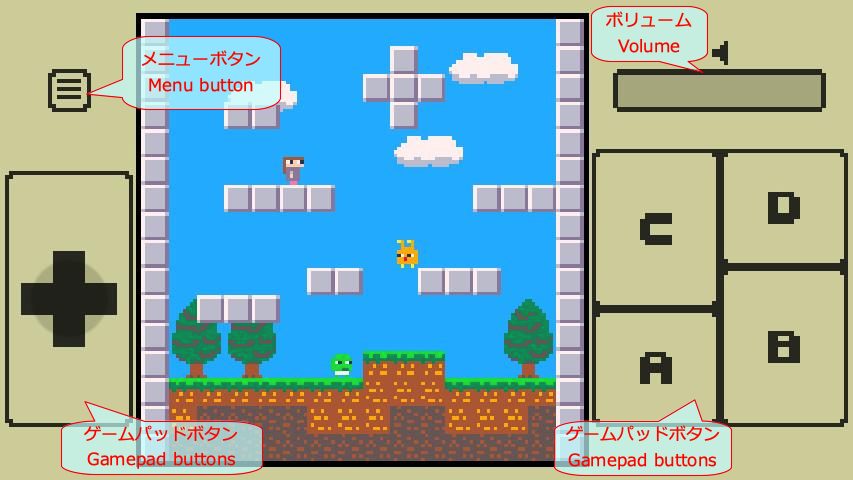 メニューボタン
Menu button
ボリューム
Volume
C
D
A
B
ゲームパッドボタン
Gamepad buttons
ゲームパッドボタン
Gamepad buttons